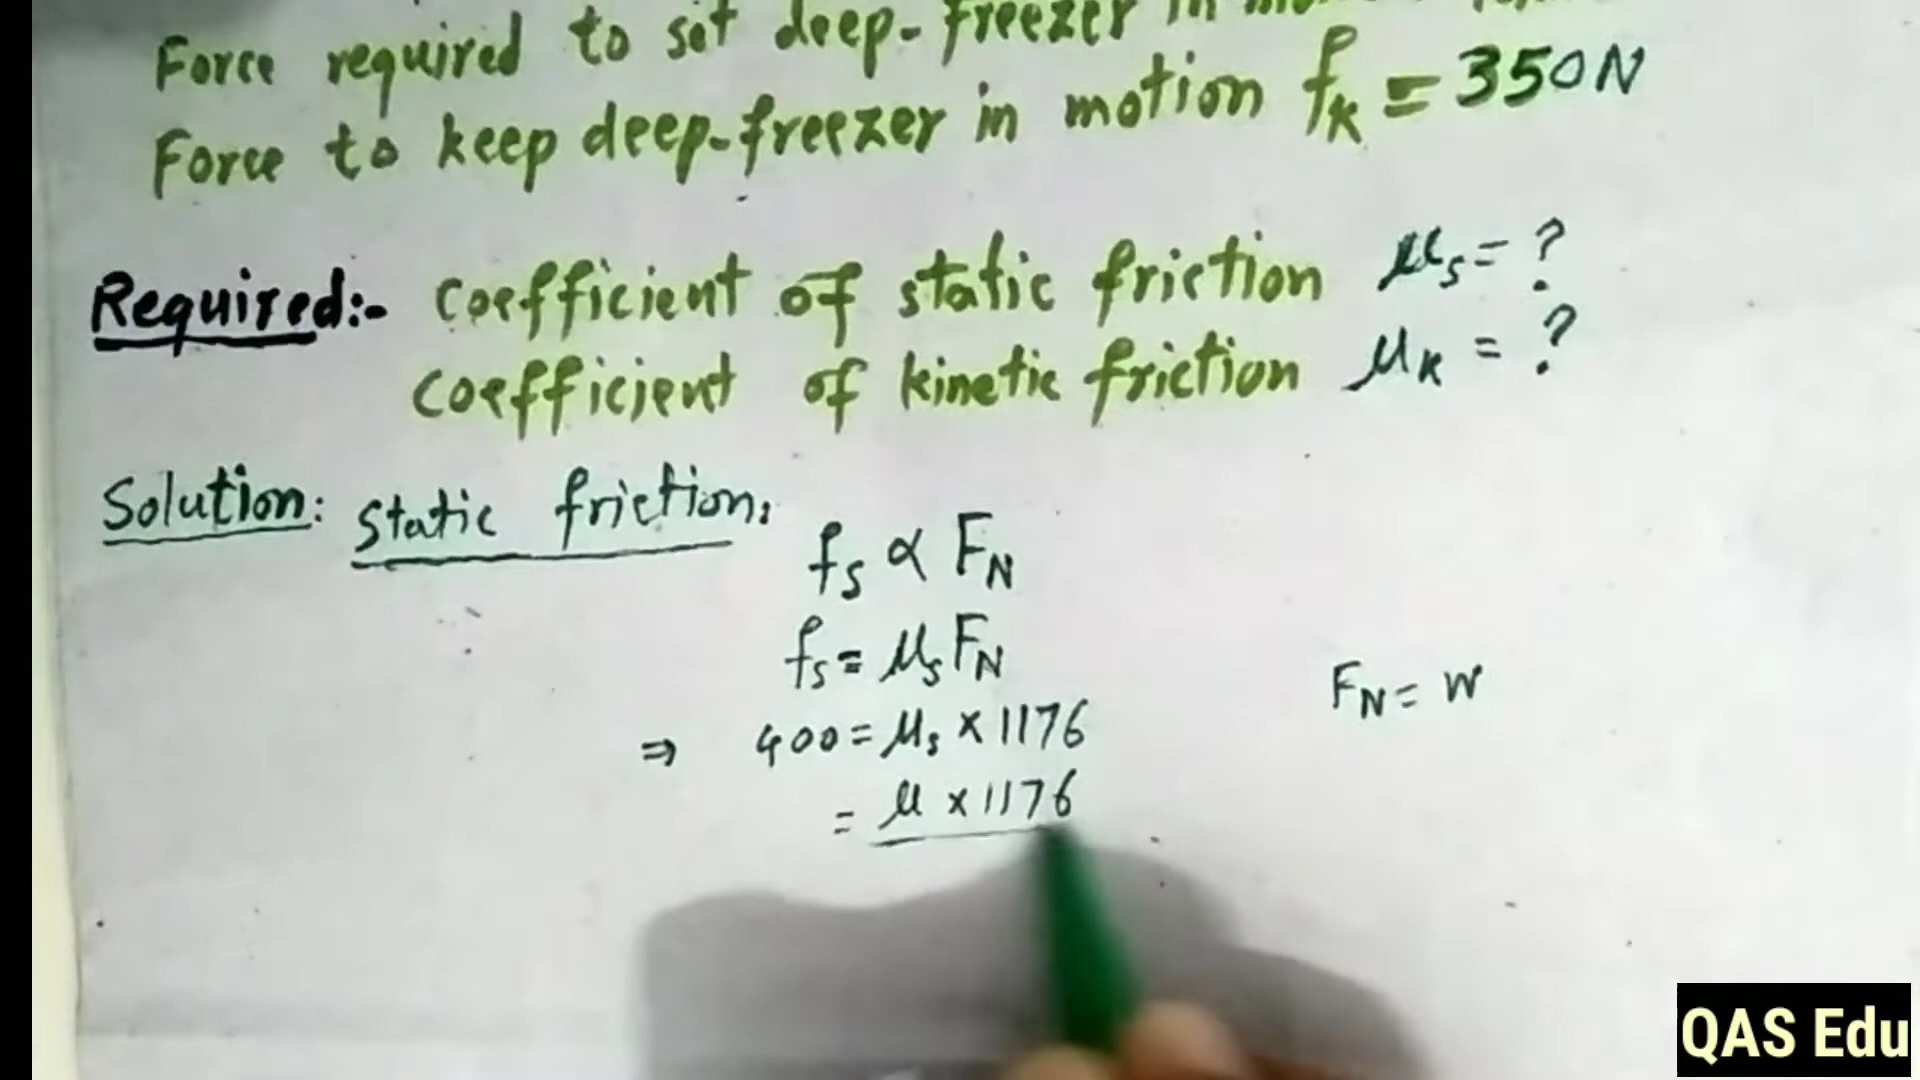 Force required to set deep-freezer in
Force to keep deep-freezer in motion fk = 350N
Required:- Coefficient of static friction μs = ?
Coefficient of kinetic friction μk = ?
Solution: Static friction:
fs ∝ FN
fs = μs FN
FN = W
⇒ 400 = μs × 1176
= μ × 1176
QAS Edu